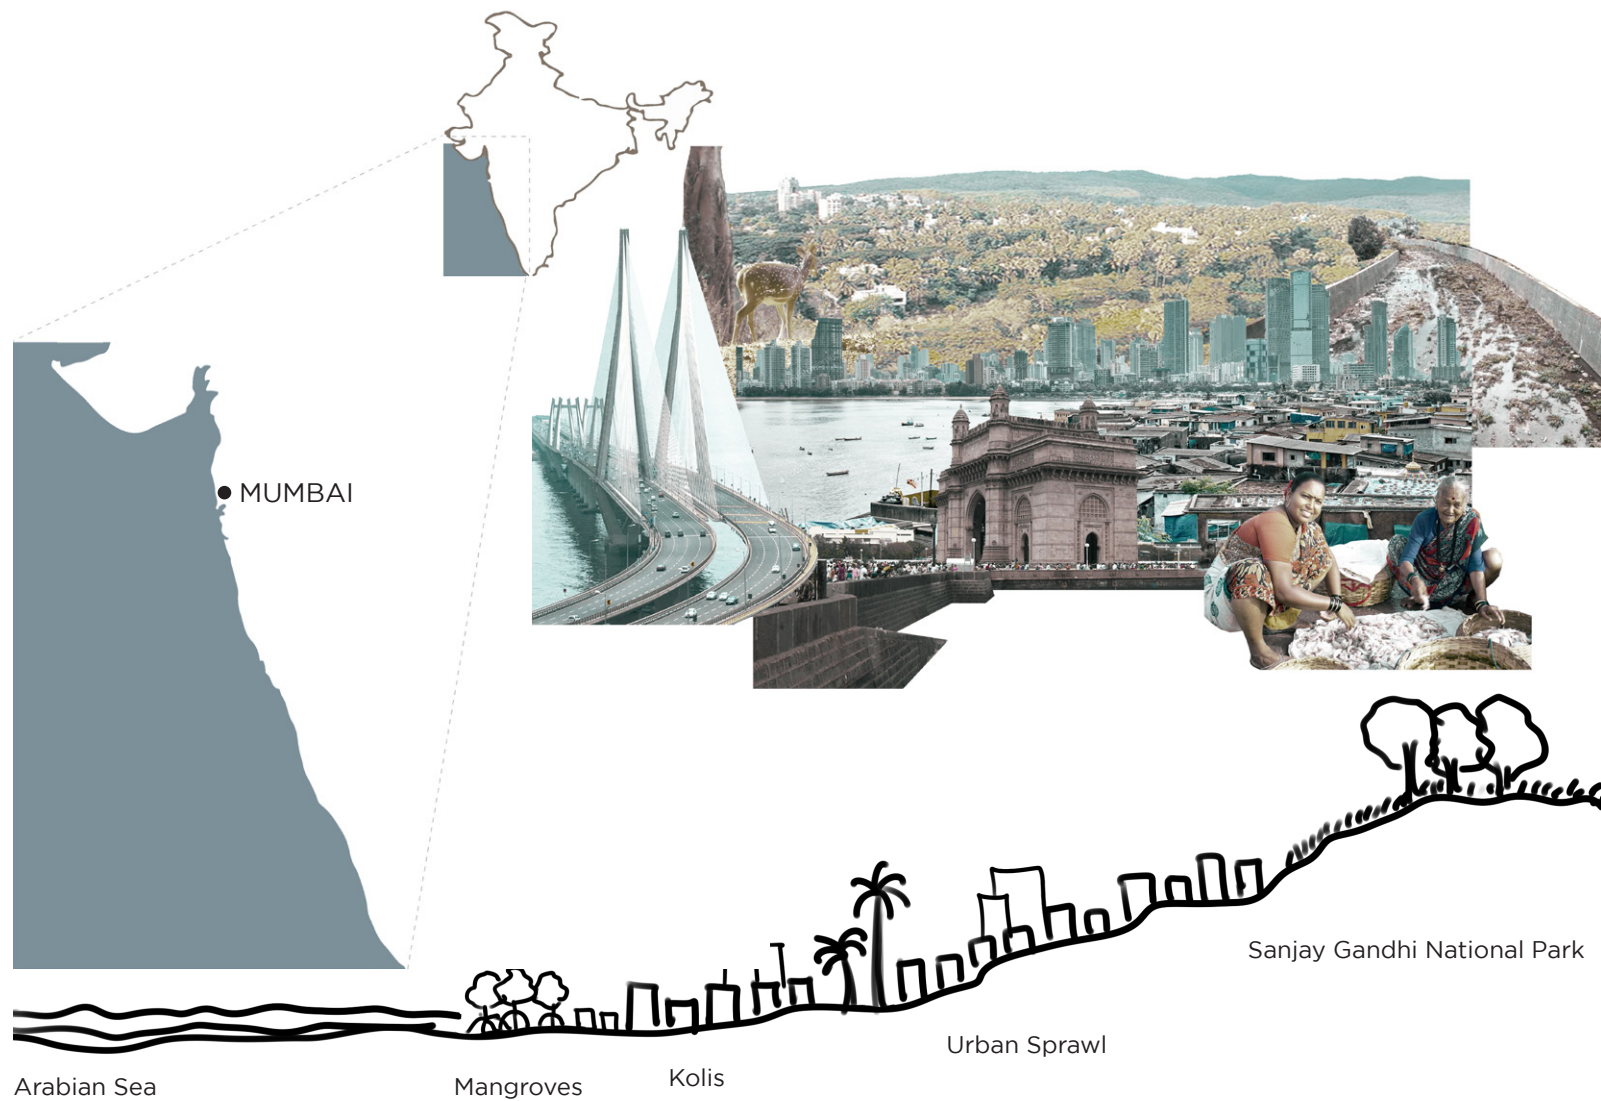 MUMBAI
Sanjay Gandhi National Park
Urban Sprawl
Kolis
Mangroves
Arabian Sea